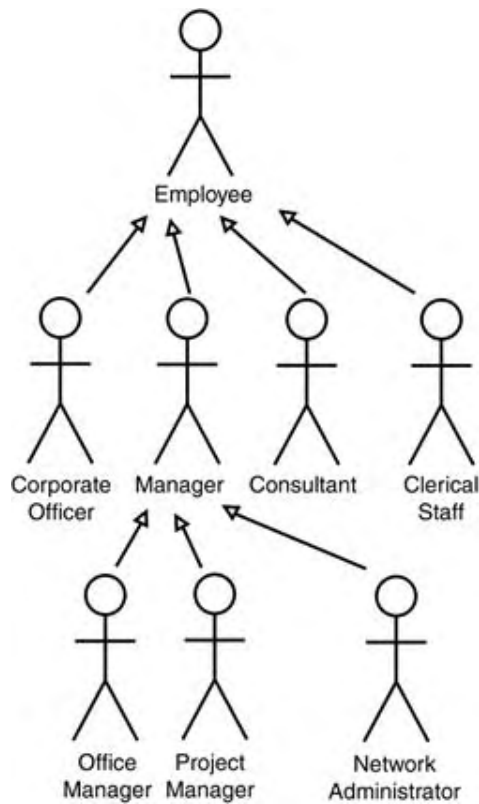 Employee
Corporate
Officer
Manager
Consultant
Clerical
Staff
Office
Manager
Project
Manager
Network
Administrator